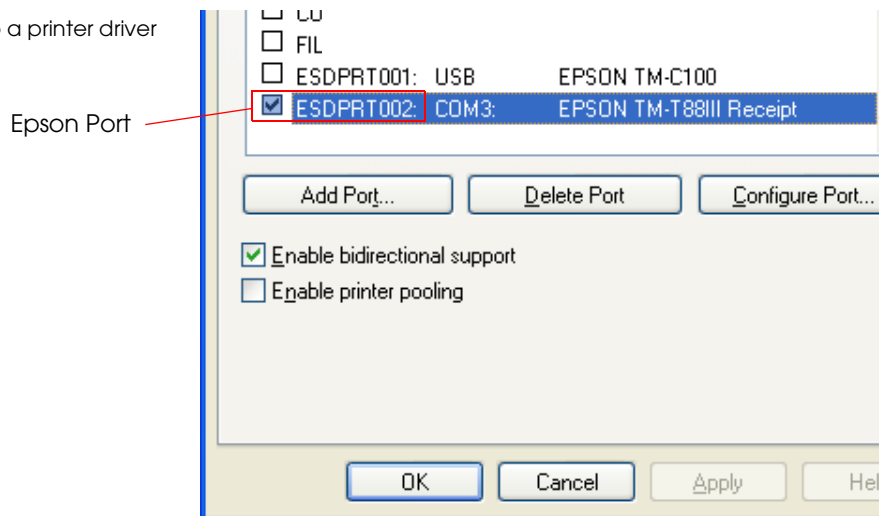 a printer driver
FIL
ESDPRT001: USB EPSON TM-C100
ESDPRT002: COM3: EPSON TM-T88III Receipt
Epson Port
Add Port... Delete Port Configure Port...
Enable bidirectional support
Enable printer pooling
OK Cancel Apply